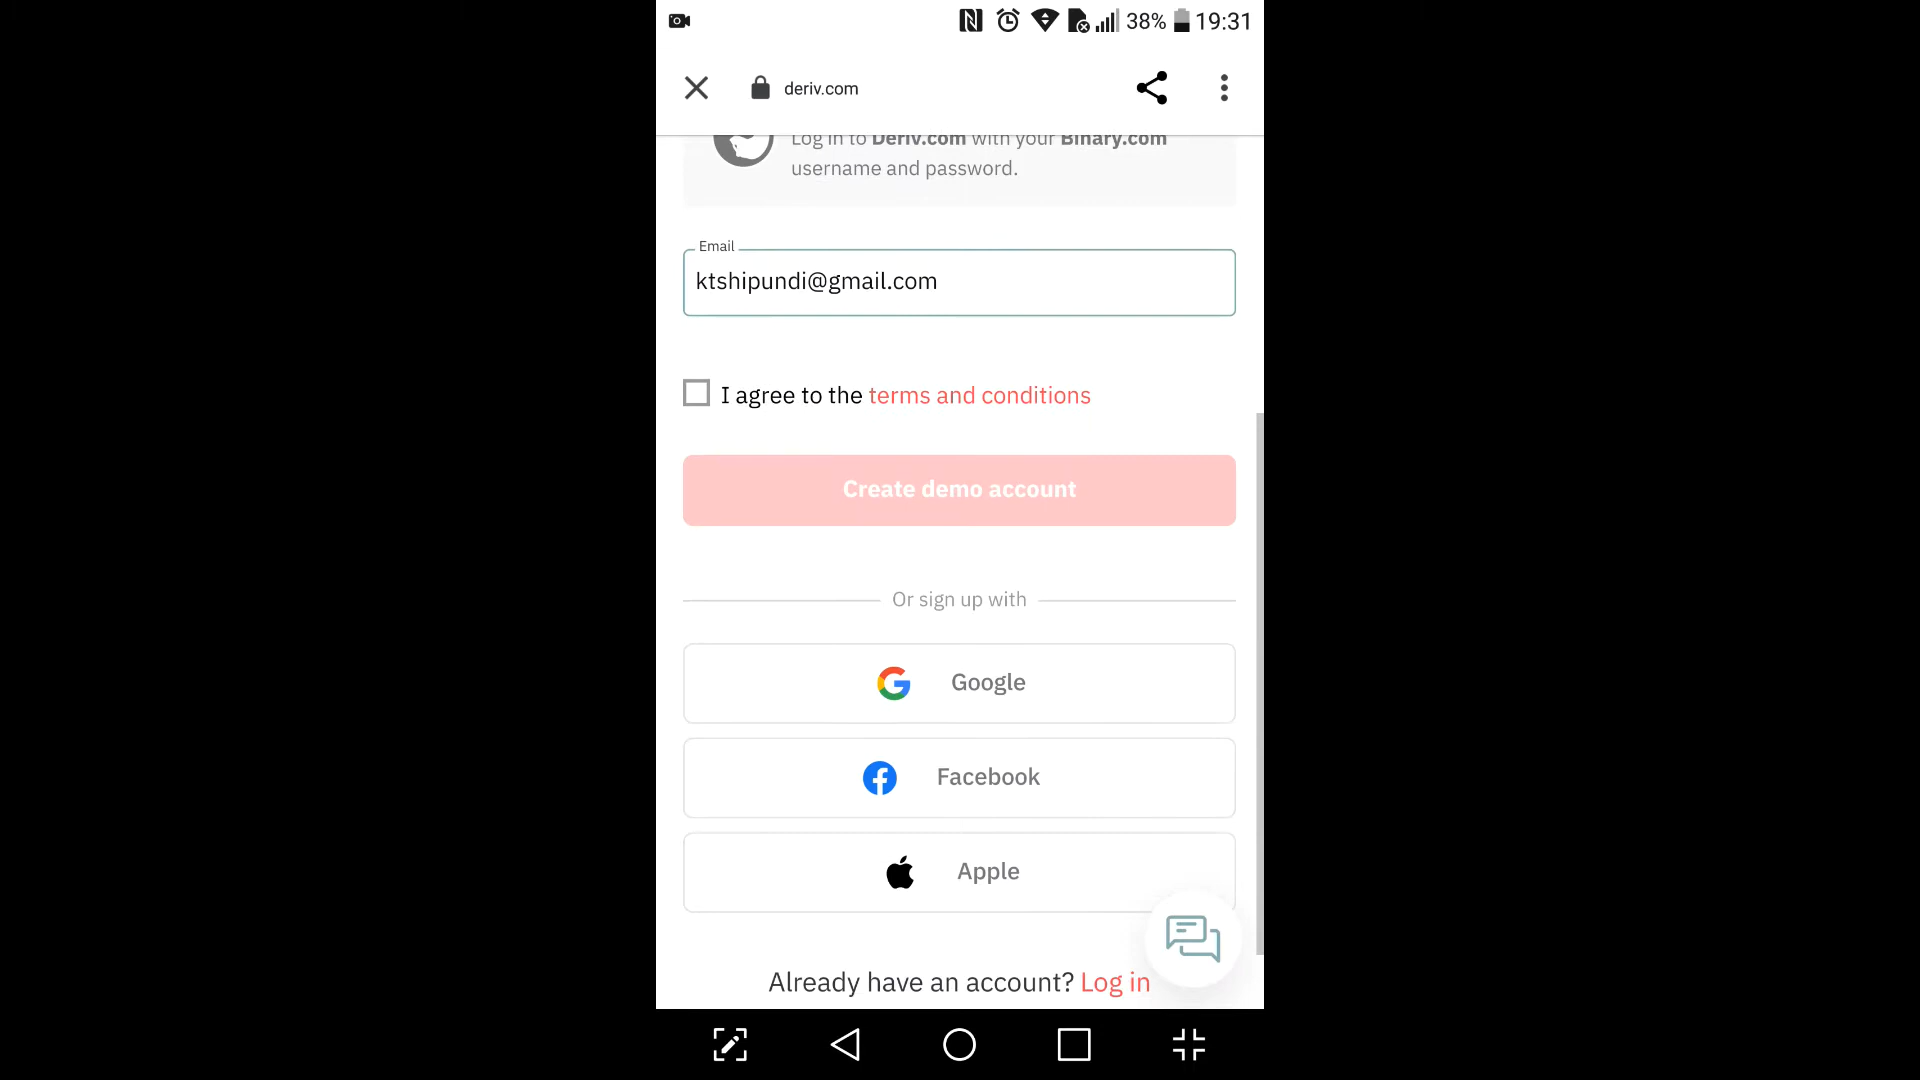 38% 19:31
deriv.com
Log in to Deriv.com with your Binary.com
username and password.
Email
ktshipundi@gmail.com
I agree to the terms and conditions
Create demo account
Or sign up with
Google
Facebook
Apple
Already have an account? Log in